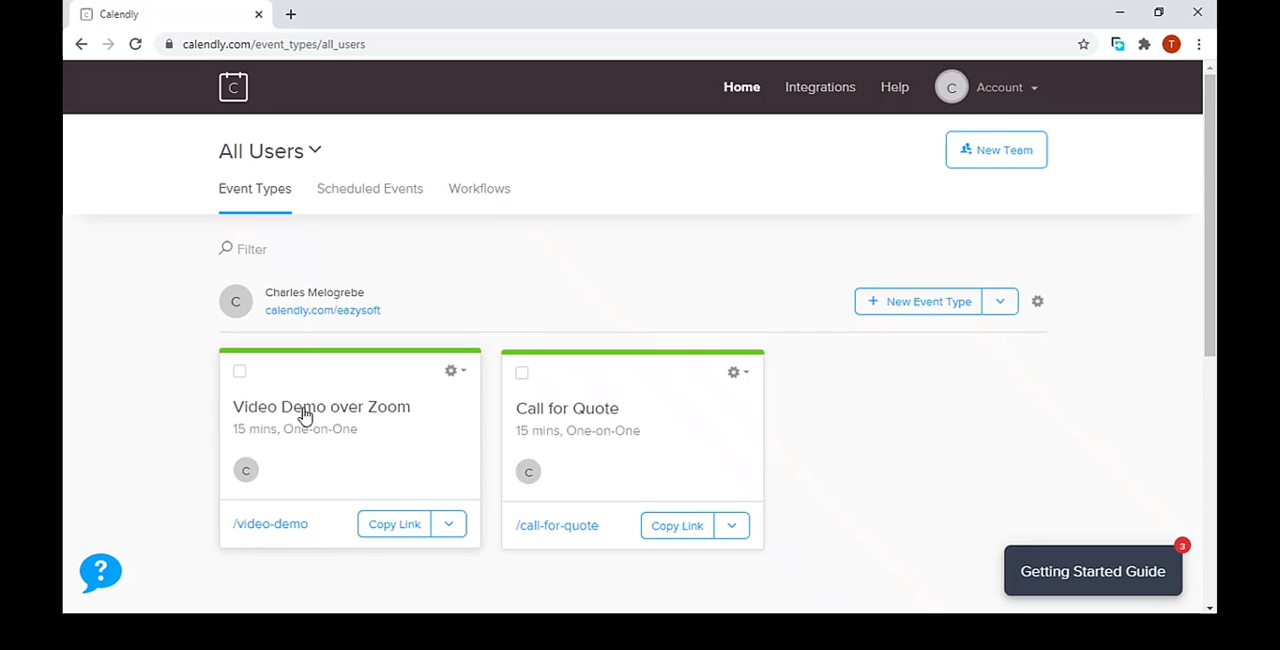 Calendly
calendly.com/event_types/all_users
T
C
Home
Integrations
Help
C
Account
All Users
New Team
Event Types
Scheduled Events
Workflows
Filter
C
Charles Melogrebe
calendly.com/eazysoft
+ New Event Type
Video Demo over Zoom
15 mins, One-on-One
C
/video-demo
Copy Link
Call for Quote
15 mins, One-on-One
C
/call-for-quote
Copy Link
?
3
Getting Started Guide